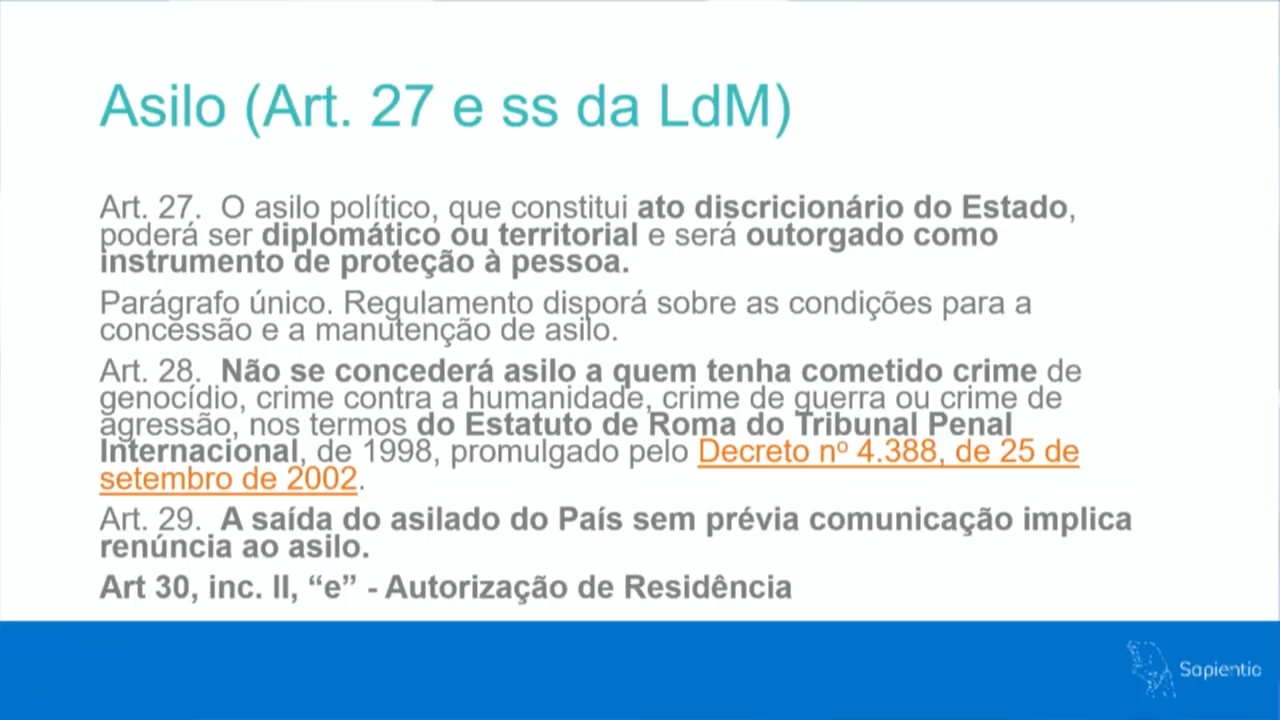 Asilo (Art. 27 e ss da LdM)
Art. 27.  O asilo político, que constitui ato discricionário do Estado,
poderá ser diplomático ou territorial e será outorgado como
instrumento de proteção à pessoa.
Parágrafo único. Regulamento disporá sobre as condições para a
concessão e a manutenção de asilo.
Art. 28.  Não se concederá asilo a quem tenha cometido crime de
genocídio, crime contra a humanidade, crime de guerra ou crime de
agressão, nos termos do Estatuto de Roma do Tribunal Penal
Internacional, de 1998, promulgado pelo Decreto nº 4.388, de 25 de
setembro de 2002.
Art. 29.  A saída do asilado do País sem prévia comunicação implica
renúncia ao asilo.
Art 30, inc. II, “e” - Autorização de Residência
Sapientia